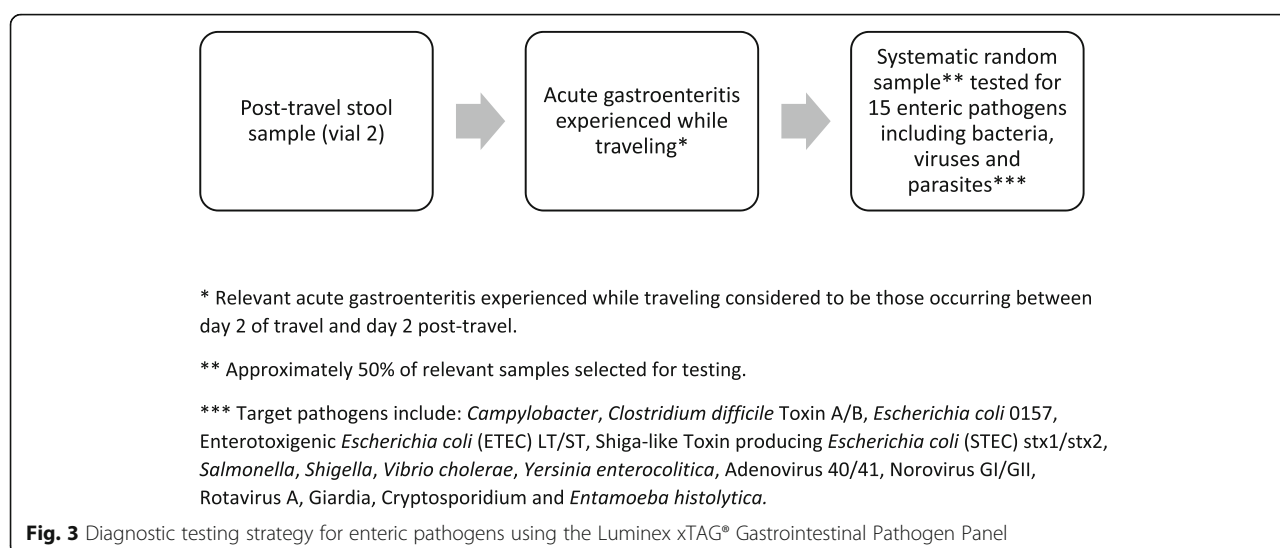 Post-travel stool
sample (vial 2)
Acute gastroenteritis
experienced while
traveling*
Systematic random
sample** tested for
15 enteric pathogens
including bacteria,
viruses and
parasites***
* Relevant acute gastroenteritis experienced while traveling considered to be those occurring between
day 2 of travel and day 2 post-travel.
** Approximately 50% of relevant samples selected for testing.
*** Target pathogens include: Campylobacter, Clostridium difficile Toxin A/B, Escherichia coli 0157,
Enterotoxigenic Escherichia coli (ETEC) LT/ST, Shiga-like Toxin producing Escherichia coli (STEC) stx1/stx2,
Salmonella, Shigella, Vibrio cholerae, Yersinia enterocolitica, Adenovirus 40/41, Norovirus GI/GII,
Rotavirus A, Giardia, Cryptosporidium and Entamoeba histolytica.
Fig. 3 Diagnostic testing strategy for enteric pathogens using the Luminex xTAG® Gastrointestinal Pathogen Panel